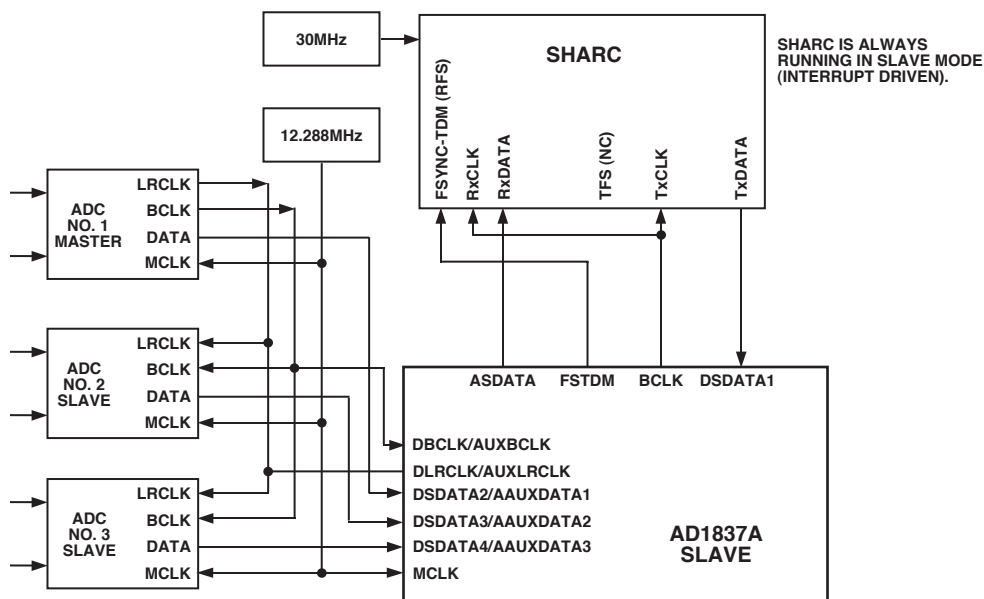 30MHz
12.288MHz
SHARC
FSYNC-TDM (RFS)
RxCLK
RxDATA
TFS (NC)
TxCLK
TxDATA
SHARC IS ALWAYS
RUNNING IN SLAVE MODE
(INTERRUPT DRIVEN).
ADC
NO. 1
MASTER
LRCLK
BCLK
DATA
MCLK
ADC
NO. 2
SLAVE
LRCLK
BCLK
DATA
MCLK
ADC
NO. 3
SLAVE
LRCLK
BCLK
DATA
MCLK
ASDATA
FSTDM
BCLK
DSDATA1
DBCLK/AUXBCLK
DLRCLK/AUXLRCLK
DSDATA2/AAUXDATA1
DSDATA3/AAUXDATA2
DSDATA4/AAUXDATA3
MCLK
AD1837A
SLAVE